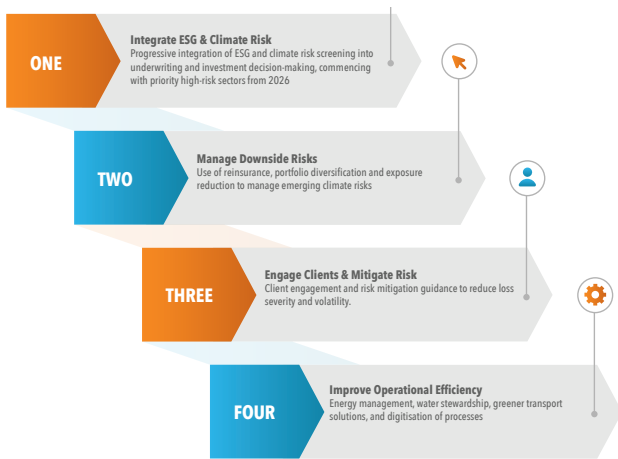 ONE
Integrate ESG & Climate Risk
Progressive integration of ESG and climate risk screening into
underwriting and investment decision-making, commencing
with priority high-risk sectors from 2026
TWO
Manage Downside Risks
Use of reinsurance, portfolio diversification and exposure
reduction to manage emerging climate risks
THREE
Engage Clients & Mitigate Risk
Client engagement and risk mitigation guidance to reduce loss
severity and volatility.
FOUR
Improve Operational Efficiency
Energy management, water stewardship, greener transport
solutions, and digitisation of processes